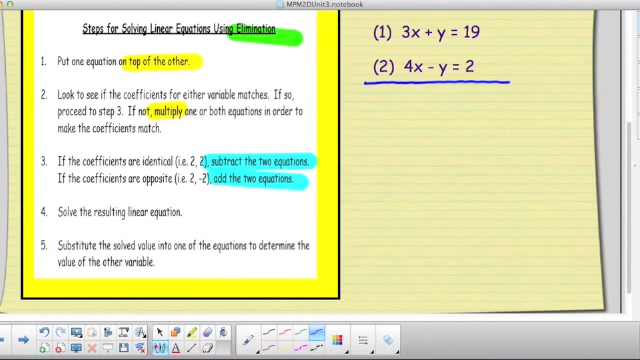 MPM2DUnit3.notebook
Steps for Solving Linear Equations Using Elimination
1. Put one equation on top of the other.
2. Look to see if the coefficients for either variable matches. If so,
proceed to step 3. If not, multiply one or both equations in order to
make the coefficients match.
3. If the coefficients are identical (i.e. 2, 2), subtract the two equations.
If the coefficients are opposite (i.e. 2, -2), add the two equations.
4. Solve the resulting linear equation.
5. Substitute the solved value into one of the equations to determine the
value of the other variable.
(1) 3x + y = 19
(2) 4x - y = 2